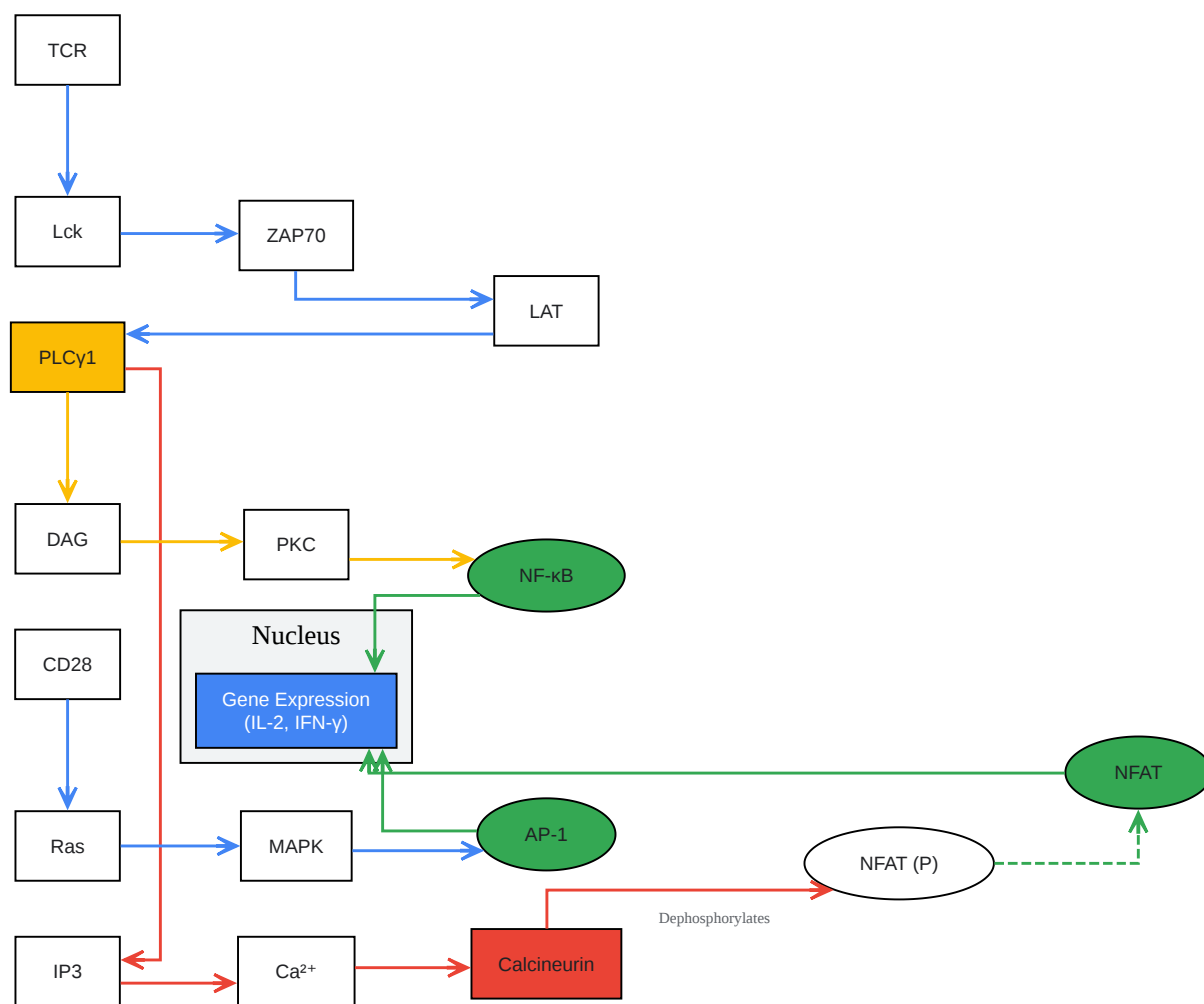 TCR
Lck
ZAP70
LAT
PLCγ1
DAG
PKC
NF-κB
Nucleus
CD28
Gene Expression
(IL-2, IFN-γ)
NFAT
Ras
MAPK
AP-1
NFAT (P)
Dephosphorylates
IP3
Ca²⁺
Calcineurin